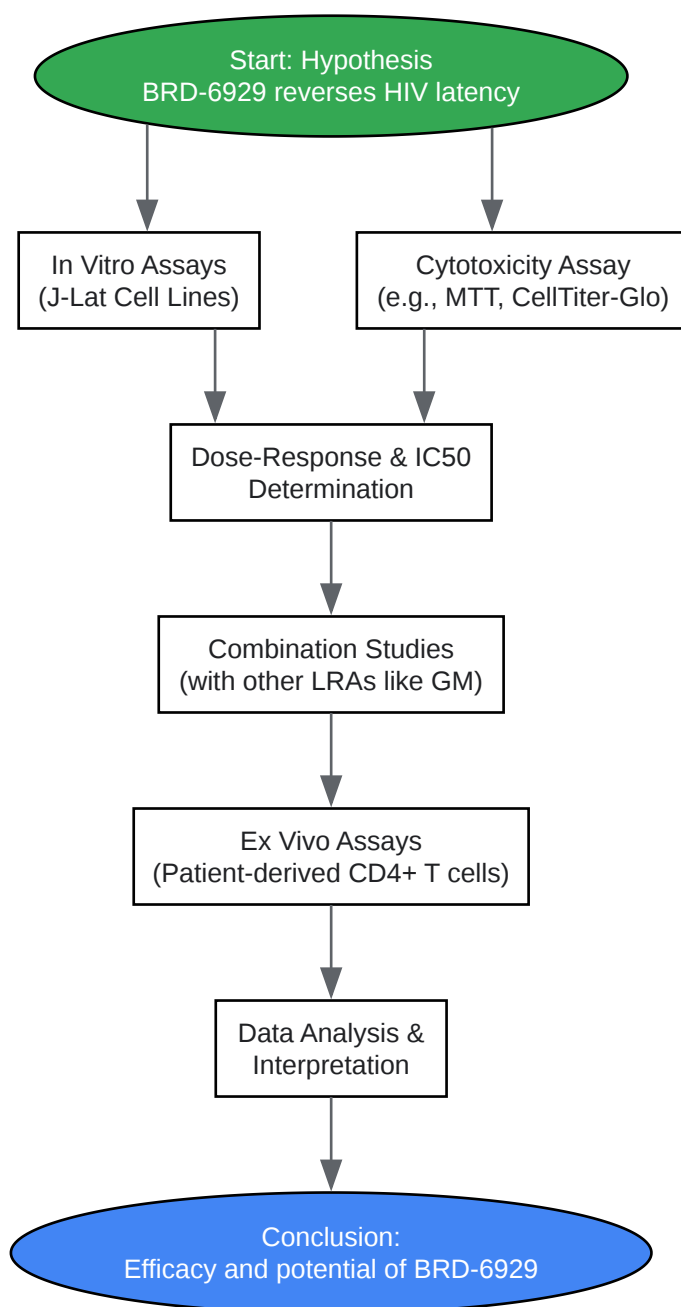 Start: Hypothesis
BRD-6929 reverses HIV latency
In Vitro Assays
(J-Lat Cell Lines)
Cytotoxicity Assay
(e.g., MTT, CellTiter-Glo)
Dose-Response & IC50
Determination
Combination Studies
(with other LRAs like GM)
Ex Vivo Assays
(Patient-derived CD4+ T cells)
Data Analysis &
Interpretation
Conclusion:
Efficacy and potential of BRD-6929